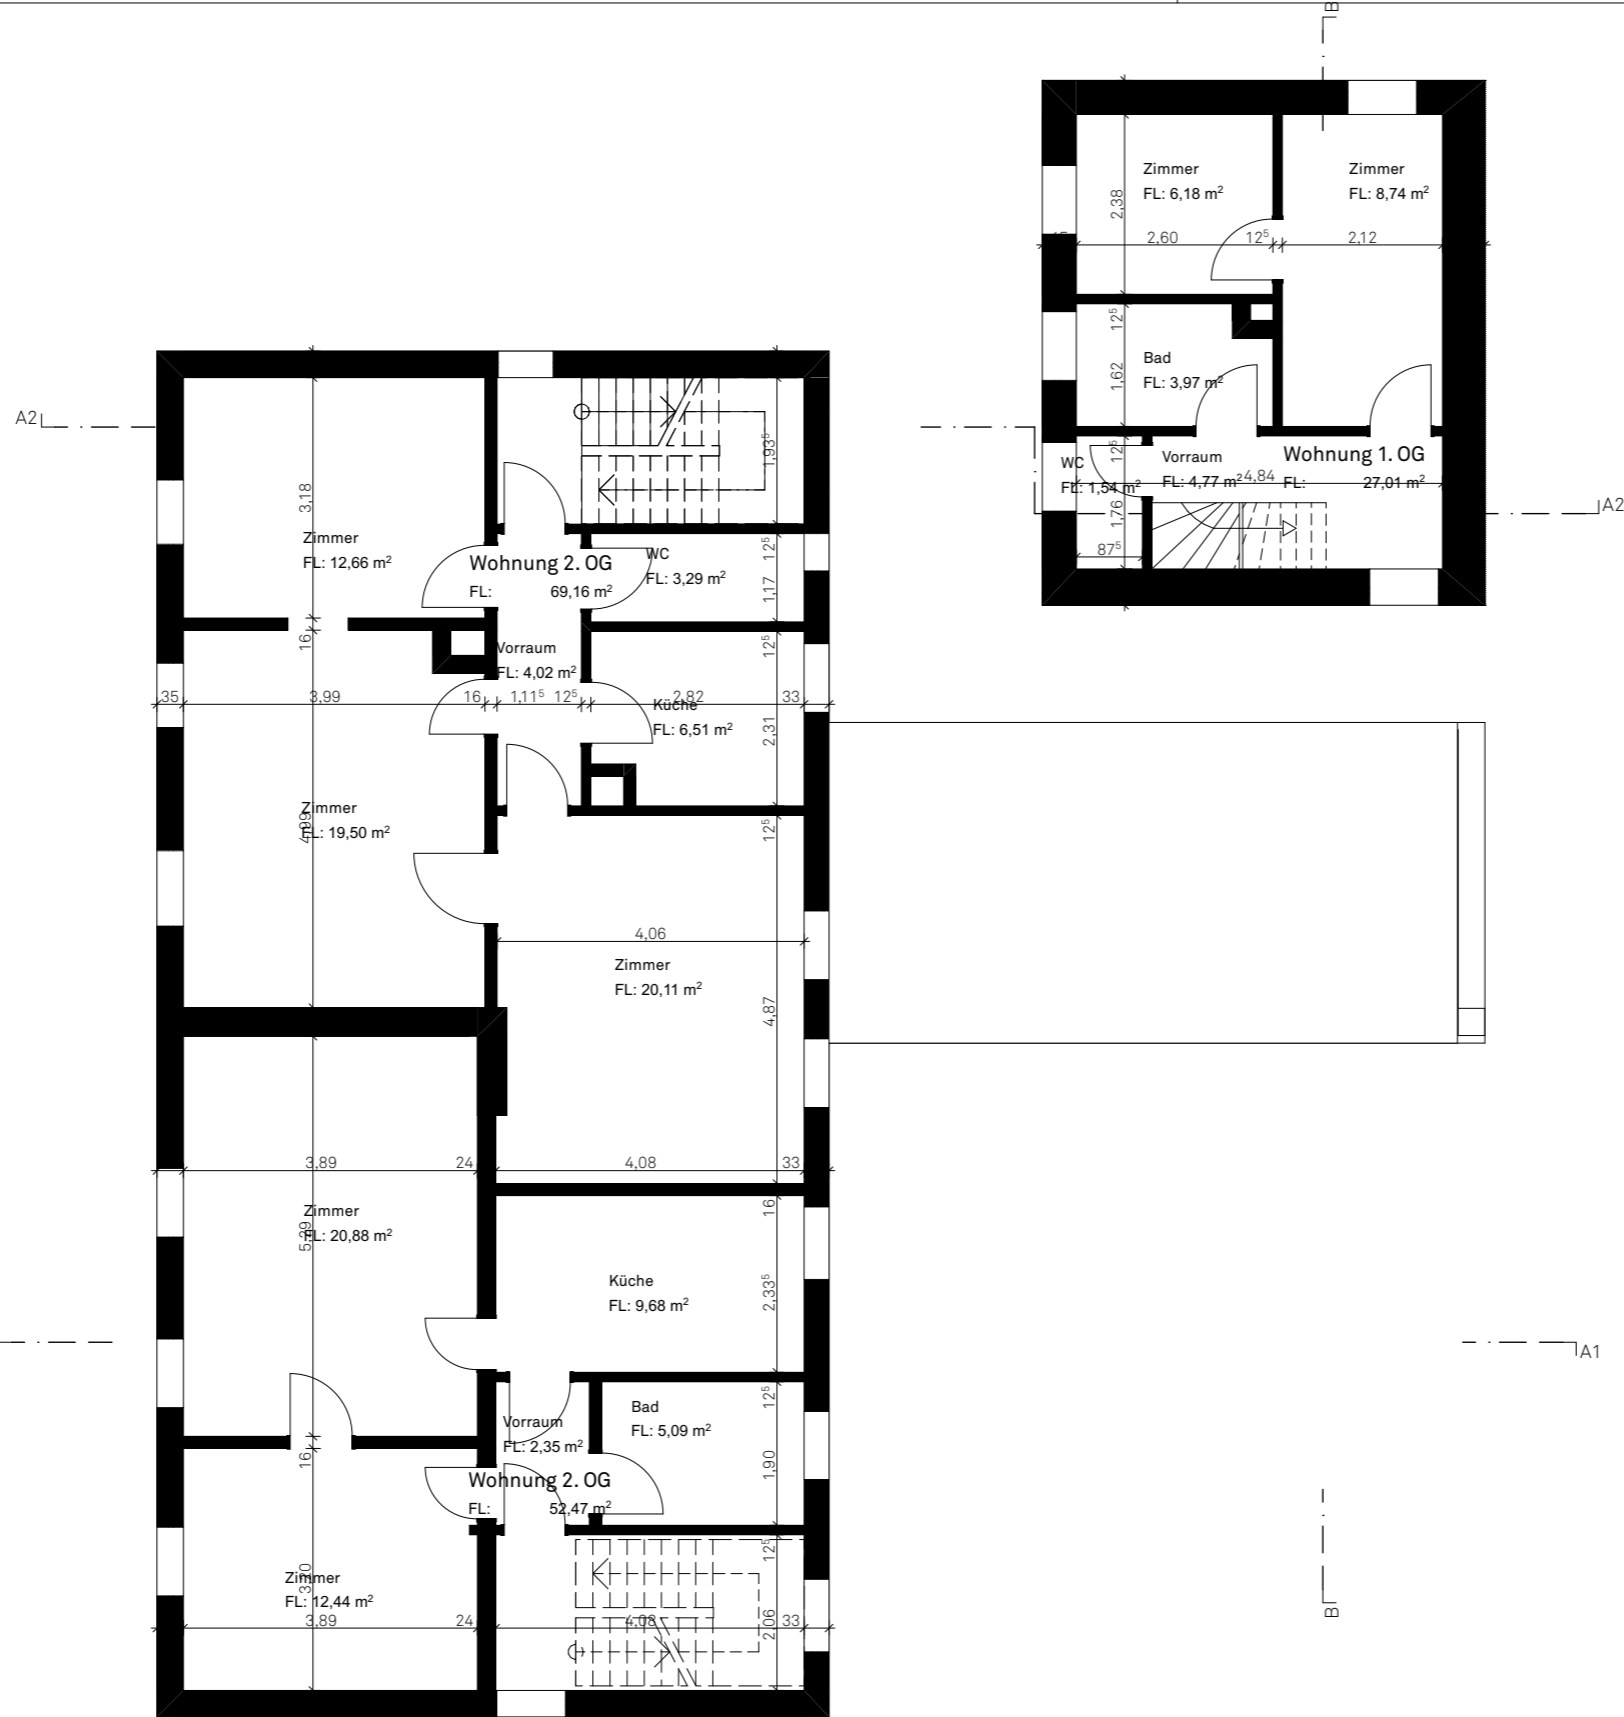 B
Zimmer
FL: 6,18 m²
Zimmer
FL: 8,74 m²
2,38
2,60
12⁵
2,12
12⁵
Bad
FL: 3,97 m²
1,62
A2
12⁵
WC
FL: 1,54 m²
Vorraum
FL: 4,77 m²
4,84
Wohnung 1. OG
FL: 27,01 m²
1,76
87⁵
A2
1,93⁵
3,18
Zimmer
FL: 12,66 m²
Wohnung 2. OG
FL: 69,16 m²
WC
FL: 3,29 m²
12⁵
1,17
16
Vorraum
FL: 4,02 m²
12⁵
35
3,99
16
1,11⁵
12⁵
2,82
33
Küche
FL: 6,51 m²
2,31
Zimmer
FL: 19,50 m²
4,99
12⁵
4,06
Zimmer
FL: 20,11 m²
4,87
3,89
24
4,08
33
Zimmer
FL: 20,88 m²
5,39
16
Küche
FL: 9,68 m²
2,33⁵
A1
Vorraum
FL: 2,35 m²
Bad
FL: 5,09 m²
12⁵
16
1,90
Wohnung 2. OG
FL: 52,47 m²
12⁵
Zimmer
FL: 12,44 m²
3,20
3,89
24
4,08
2,06
33
B